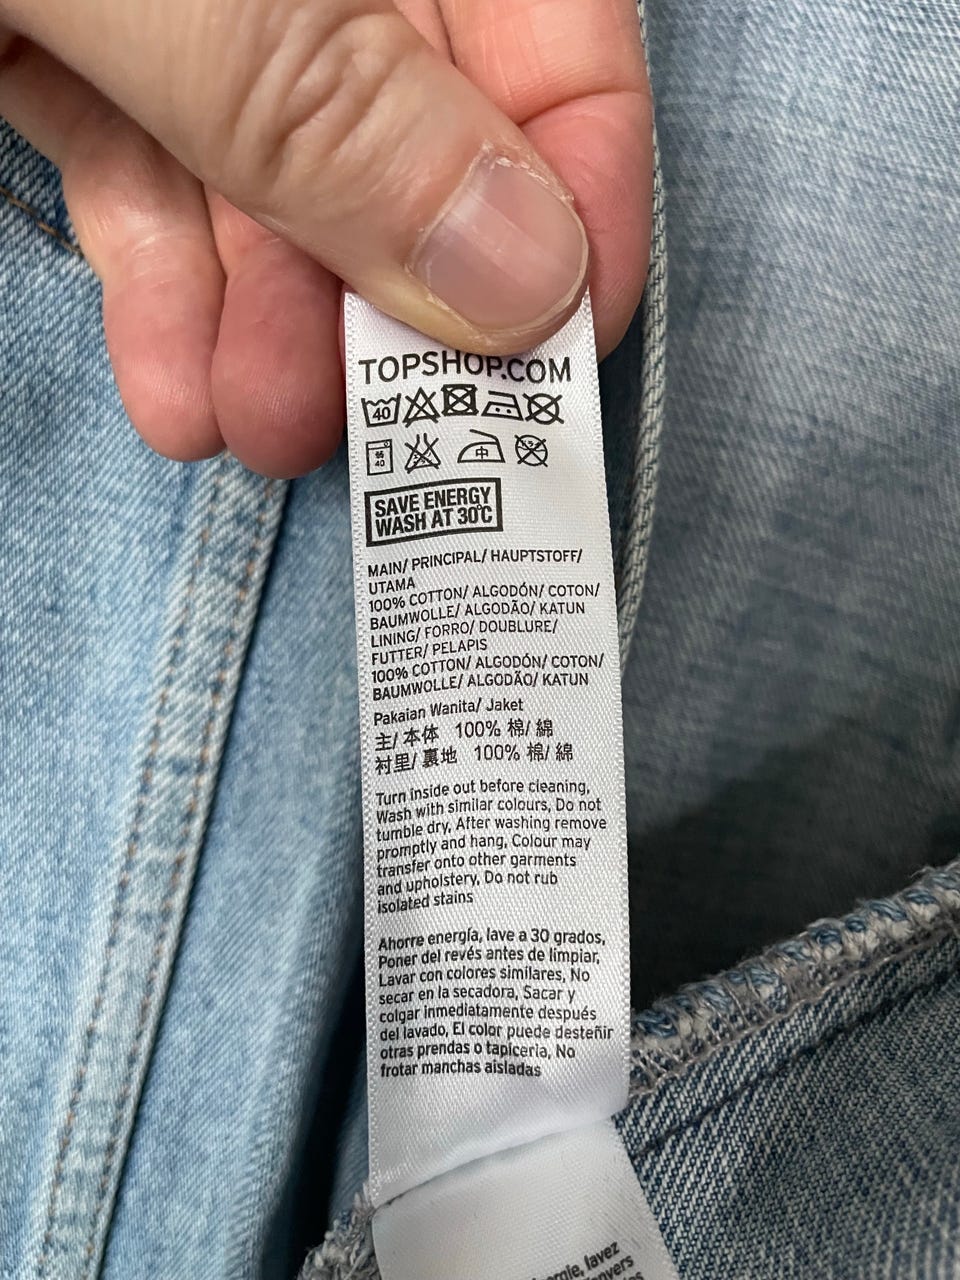 TOPSHOP.COM
40
40
中
SAVE ENERGY
WASH AT 30°C
MAIN/ PRINCIPAL/ HAUPTSTOFF/
UTAMA
100% COTTON/ ALGODÓN/ COTON/
BAUMWOLLE/ ALGODÃO/ KATUN
LINING/ FORRO/ DOUBLURE/
FUTTER/ PELAPIS
100% COTTON/ ALGODÓN/ COTON/
BAUMWOLLE/ ALGODÃO/ KATUN
Pakaian Wanita/ Jaket
主/ 本体 100% 棉/ 綿
衬里/ 裏地 100% 棉/ 綿
Turn inside out before cleaning,
Wash with similar colours, Do not
tumble dry, After washing remove
promptly and hang, Colour may
transfer onto other garments
and upholstery, Do not rub
isolated stains
Ahorre energía, lave a 30 grados,
Poner del revés antes de limpiar,
Lavar con colores similares, No
secar en la secadora, Sacar y
colgar inmediatamente después
del lavado, El color puede desteñir
otras prendas o tapicería, No
frotar manchas aisladas
lavez